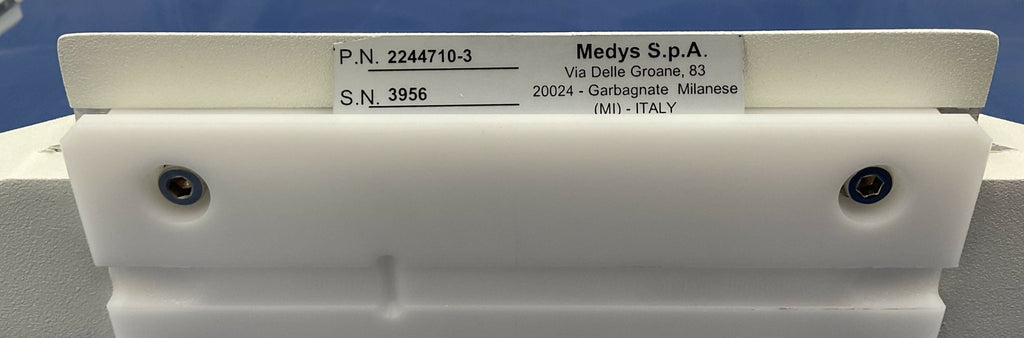 P.N. 2244710-3
S.N. 3956
Medys S.p.A.
Via Delle Groane, 83
20024 - Garbagnate Milanese
(MI) - ITALY